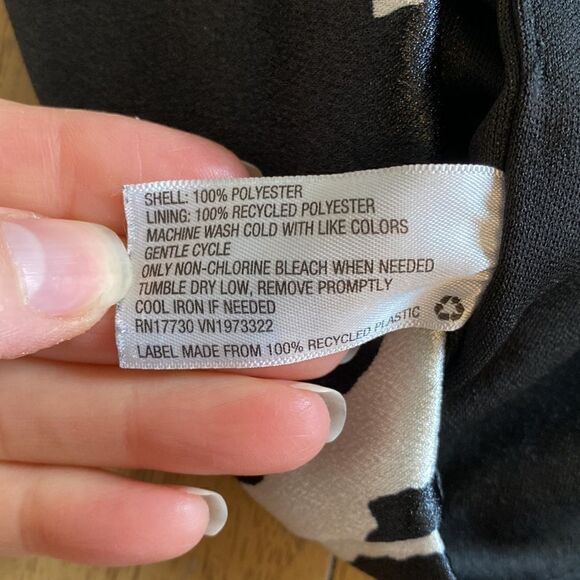 SHELL: 100% POLYESTER
LINING: 100% RECYCLED POLYESTER
MACHINE WASH COLD WITH LIKE COLORS
GENTLE CYCLE
ONLY NON-CHLORINE BLEACH WHEN NEEDED
TUMBLE DRY LOW, REMOVE PROMPTLY
COOL IRON IF NEEDED
RN17730 VN1973322
LABEL MADE FROM 100% RECYCLED PLASTIC